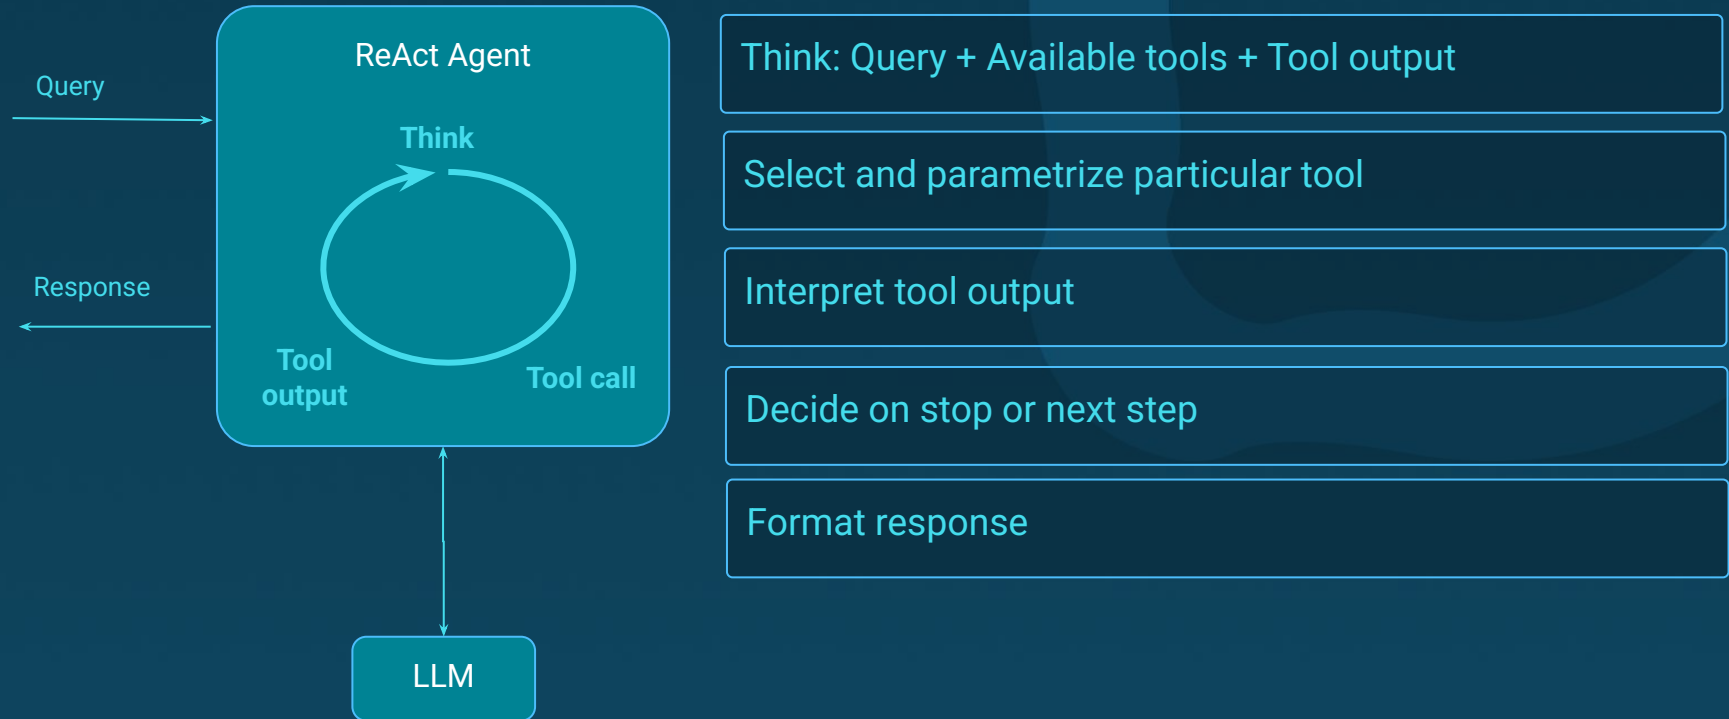 ReAct Agent
Query
Think
Response
Tool
output
Tool call
LLM
Think: Query + Available tools + Tool output
Select and parametrize particular tool
Interpret tool output
Decide on stop or next step
Format response